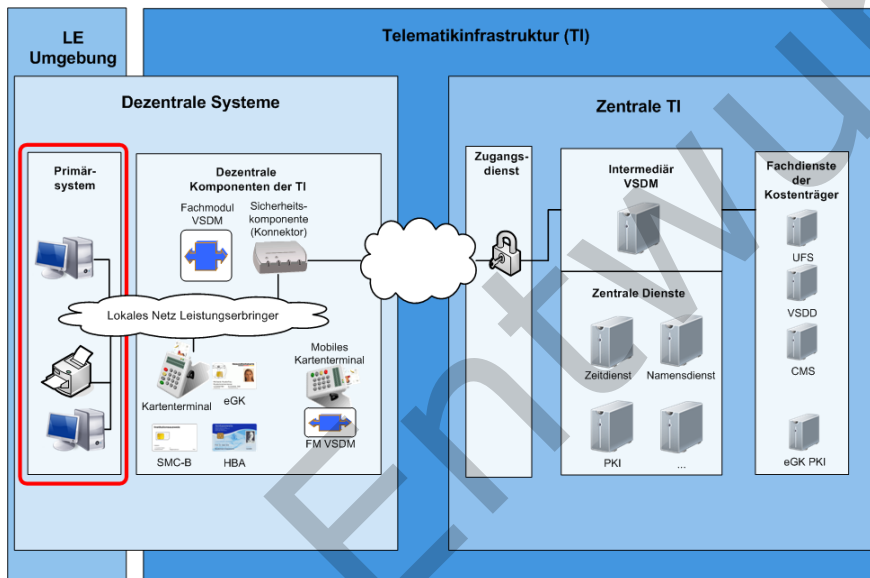 LE
Umgebung
Telematikinfrastruktur (TI)
Dezentrale Systeme
Primär-
system
Dezentrale
Komponenten der TI
Fachmodul
VSDM
Sicherheits-
komponente
(Konnektor)
Lokales Netz Leistungserbringer
Kartenterminal
eGK
Mobiles
Kartenterminal
FM VSDM
SMC-B
HBA
Zentrale TI
Zugangs-
dienst
Intermediär
VSDM
Zentrale Dienste
Zeitdienst
Namensdienst
PKI
...
Fachdienste
der
Kostenträger
UFS
VSDD
CMS
eGK PKI
Entwu